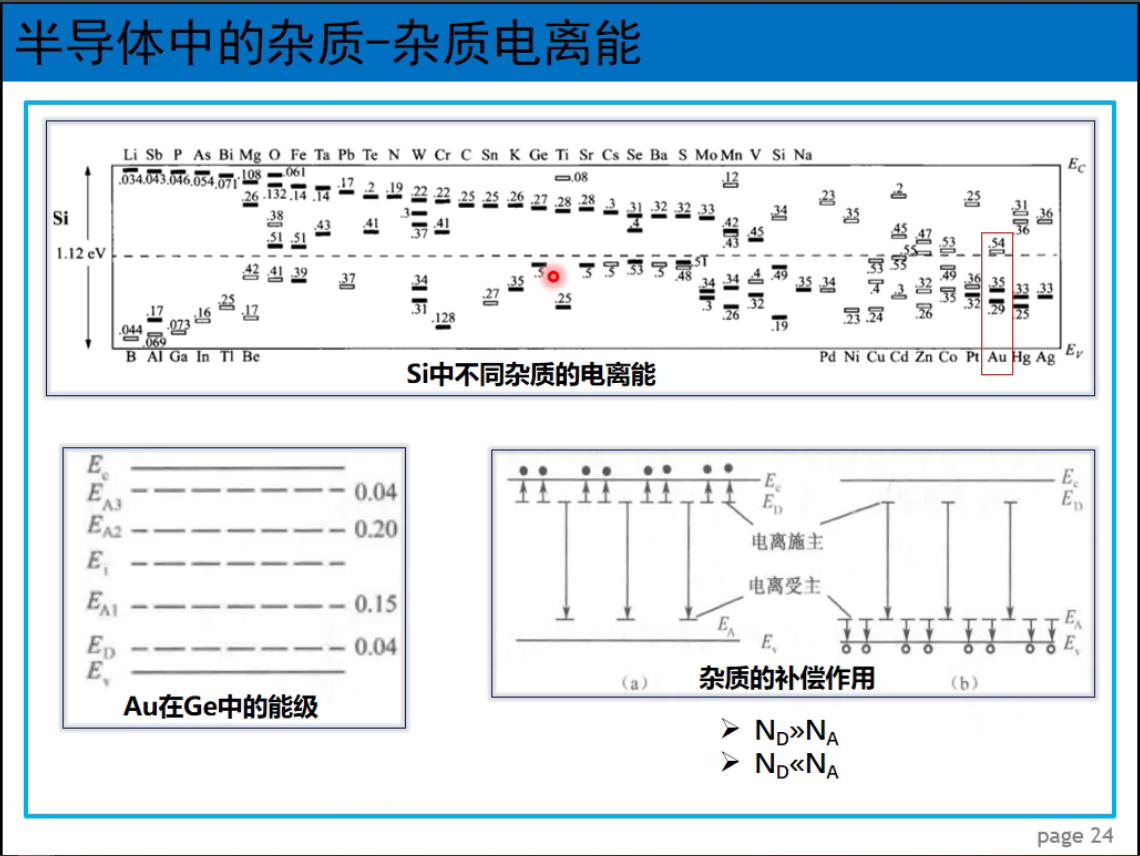 半导体中的杂质-杂质电离能
Li Sb P As Bi Mg O Fe Ta Pb Te N W Cr C Sn K Ge Ti Sr Cs Se Ba S Mo Mn V Si Na
E_C
.034 .043 .046 .054 .071 .108 .061 .17 .2 .19 .22 .22 .25 .25 .26 .27 .08 .28 .28 .3 .31 .32 .32 .33 .12 .34 .23 .35 .2 .25 .31 .36
.26 .132 .14 .14 .3 .4 .36
Si
.38 .51 .51 .43 .41 .37 .41 .42 .43 .45 .45 .47 .53 .54
1.12 eV
.55
.42 .41 .39 .37 .34 .35 .5 .5 .5 .53 .5 .51 .48 .34 .34 .4 .49 .35 .34 .53 .55 .32 .49 .36 .35 .33 .33
.17 .16 .25 .17 .31 .27 .25 .3 .26 .32 .4 .3 .26 .35 .32 .29 .25
.044 .069 .073 .128 .19 .23 .24
E_V
B Al Ga In Tl Be Pd Ni Cu Cd Zn Co Pt Au Hg Ag
Si中不同杂质的电离能
E_c
E_A3 0.04
E_A2 0.20
E_i
E_A1 0.15
E_D 0.04
E_v
Au在Ge中的能级
E_c
E_D
E_c
E_D
电离施主
电离受主
E_A
E_v
E_A
E_v
(a)
杂质的补偿作用
(b)
➢ N_D»N_A
➢ N_D«N_A
page 24